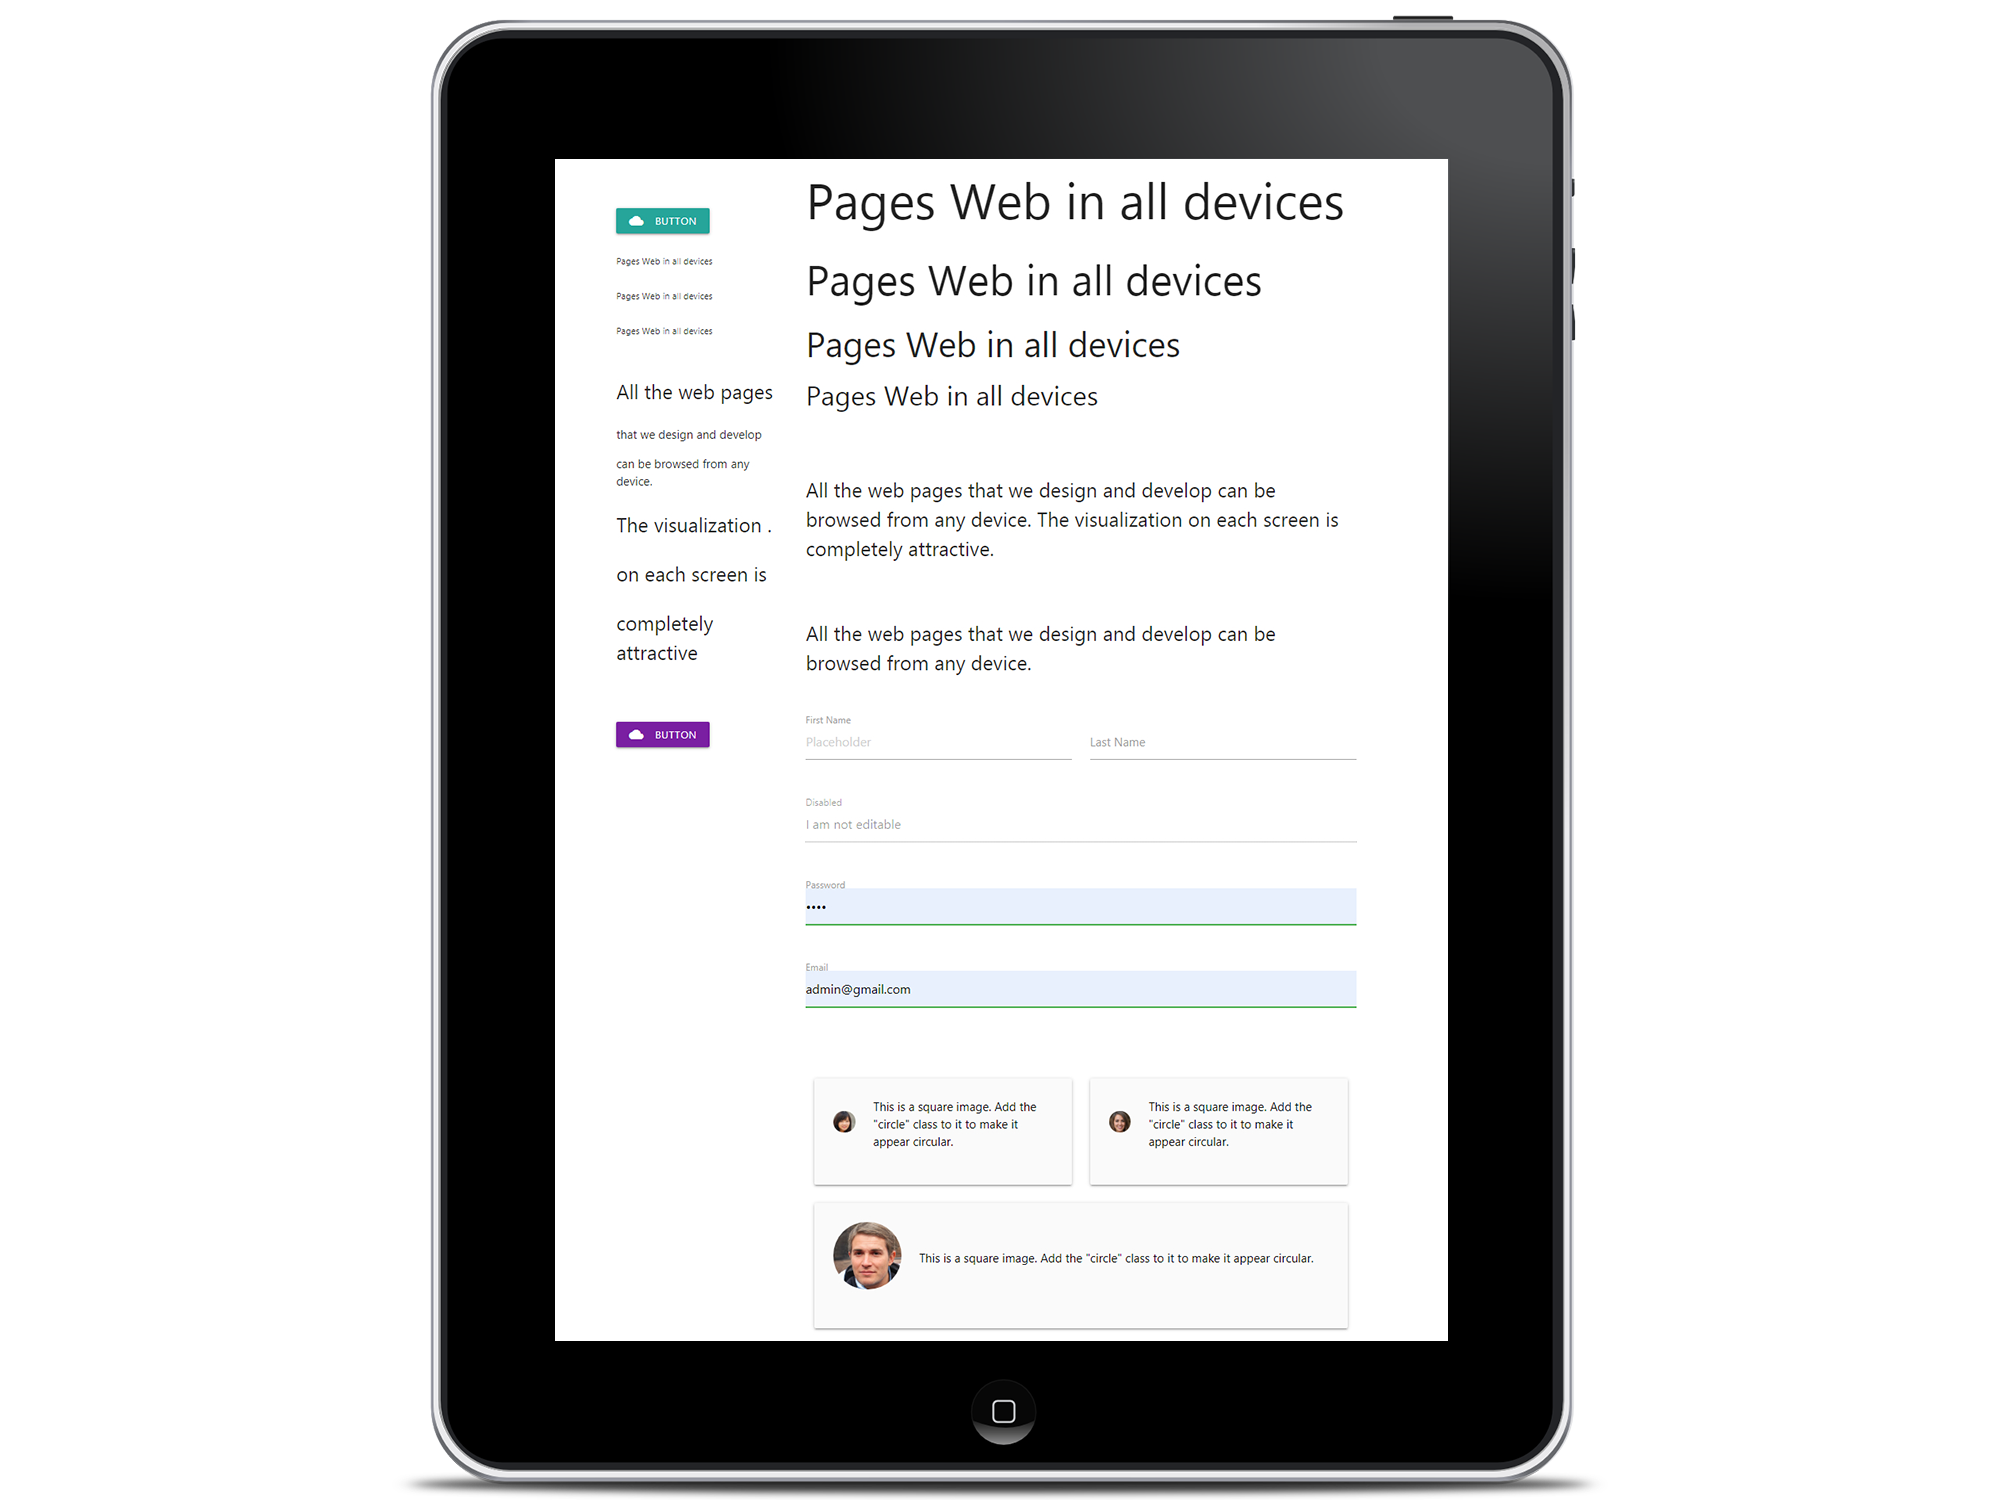 BUTTON
Pages Web in all devices
Pages Web in all devices
Pages Web in all devices
All the web pages
that we design and develop
can be browsed from any
device.
The visualization .
on each screen is
completely
attractive
BUTTON
Pages Web in all devices
Pages Web in all devices
Pages Web in all devices
Pages Web in all devices
All the web pages that we design and develop can be
browsed from any device. The visualization on each screen is
completely attractive.
All the web pages that we design and develop can be
browsed from any device.
First Name
Placeholder
Last Name
Disabled
I am not editable
Password
••••
Email
admin@gmail.com
This is a square image. Add the
"circle" class to it to make it
appear circular.
This is a square image. Add the
"circle" class to it to make it
appear circular.
This is a square image. Add the "circle" class to it to make it appear circular.